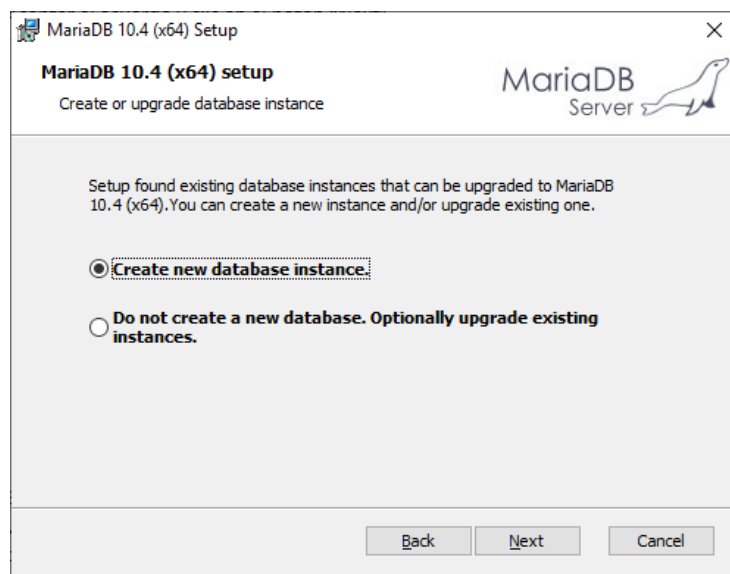 MariaDB 10.4 (x64) Setup
MariaDB 10.4 (x64) setup
Create or upgrade database instance
MariaDB
Server
Setup found existing database instances that can be upgraded to MariaDB
10.4 (x64).You can create a new instance and/or upgrade existing one.
Create new database instance.
Do not create a new database. Optionally upgrade existing
instances.
Back
Next
Cancel